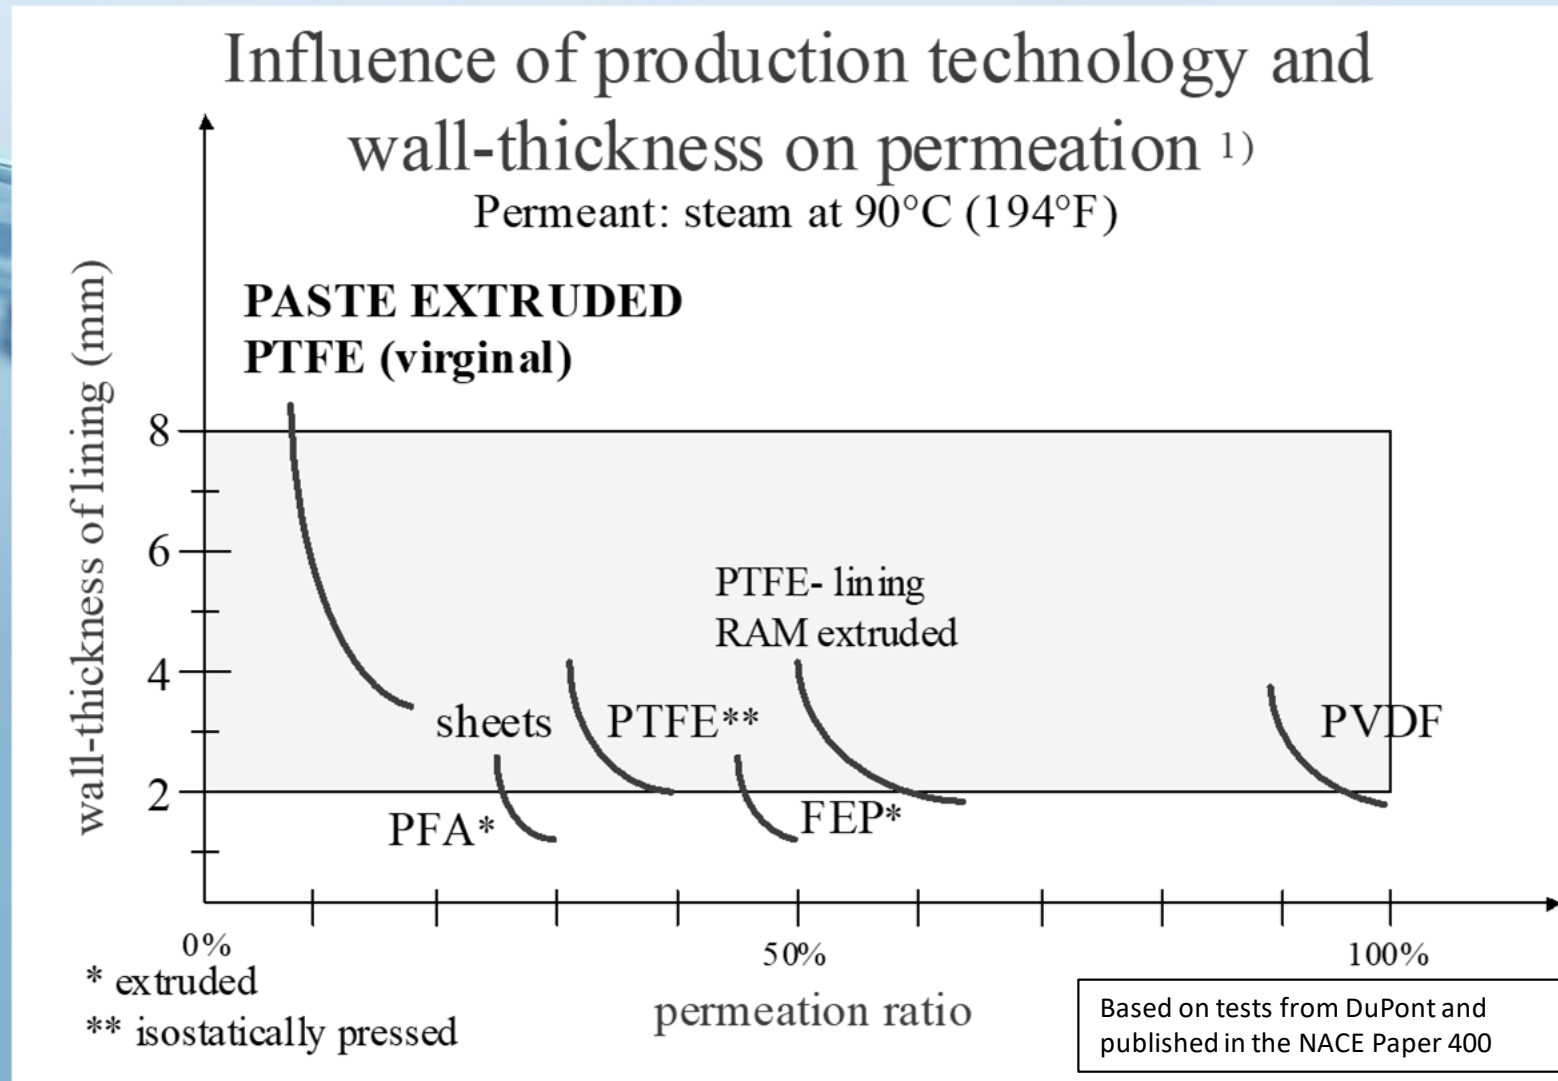 Influence of production technology and
wall-thickness on permeation 1)
Permeant: steam at 90°C (194°F)
wall-thickness of lining (mm)
PASTE EXTRUDED
PTFE (virginal)
8
6
4
2
PTFE- lining
RAM extruded
sheets
PTFE**
PVDF
PFA*
FEP*
0%
50%
100%
permeation ratio
* extruded
** isostatically pressed
Based on tests from DuPont and
published in the NACE Paper 400